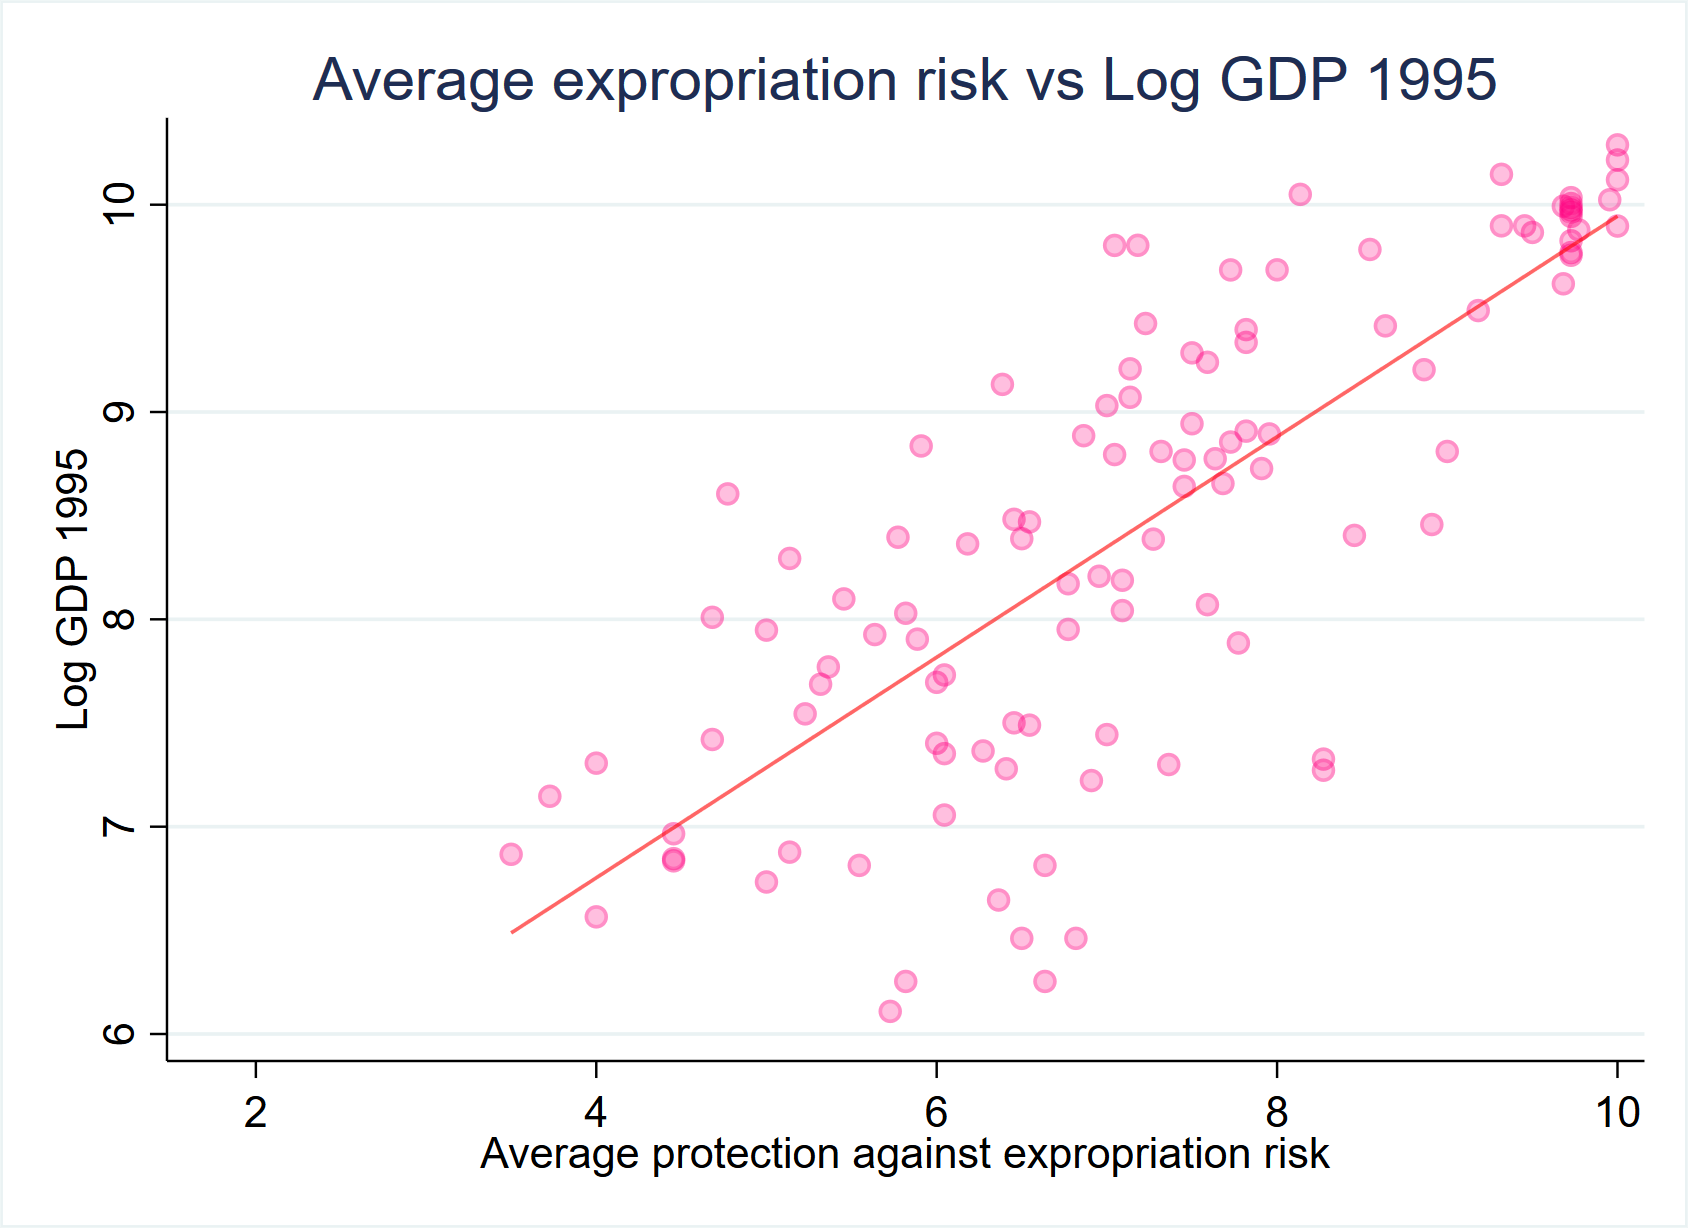 Average expropriation risk vs Log GDP 1995
Log GDP 1995
10
9
8
7
6
2 4 6 8 10
Average protection against expropriation risk